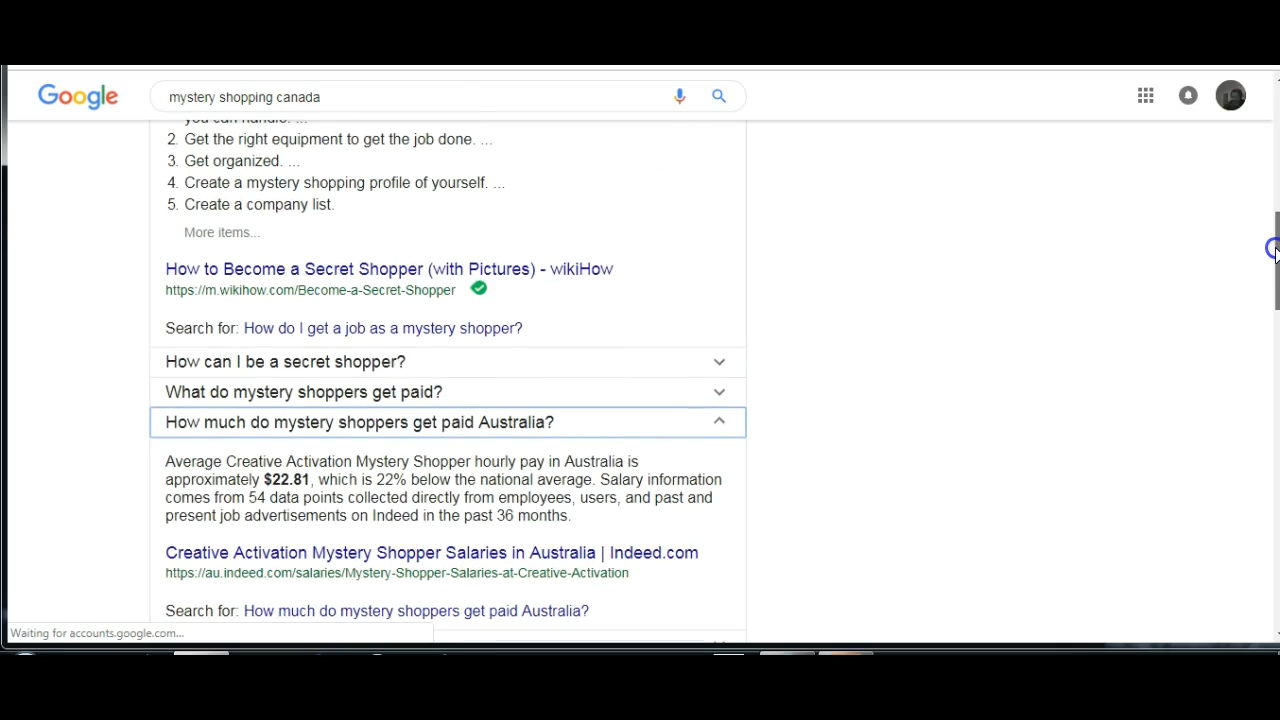 Google
mystery shopping canada
you can handle. ...
2. Get the right equipment to get the job done. ...
3. Get organized. ...
4. Create a mystery shopping profile of yourself. ...
5. Create a company list.
More items...
How to Become a Secret Shopper (with Pictures) - wikiHow
https://m.wikihow.com/Become-a-Secret-Shopper
Search for: How do I get a job as a mystery shopper?
How can I be a secret shopper?
What do mystery shoppers get paid?
How much do mystery shoppers get paid Australia?
Average Creative Activation Mystery Shopper hourly pay in Australia is
approximately $22.81, which is 22% below the national average. Salary information
comes from 54 data points collected directly from employees, users, and past and
present job advertisements on Indeed in the past 36 months.
Creative Activation Mystery Shopper Salaries in Australia | Indeed.com
https://au.indeed.com/salaries/Mystery-Shopper-Salaries-at-Creative-Activation
Search for: How much do mystery shoppers get paid Australia?
Waiting for accounts.google.com...